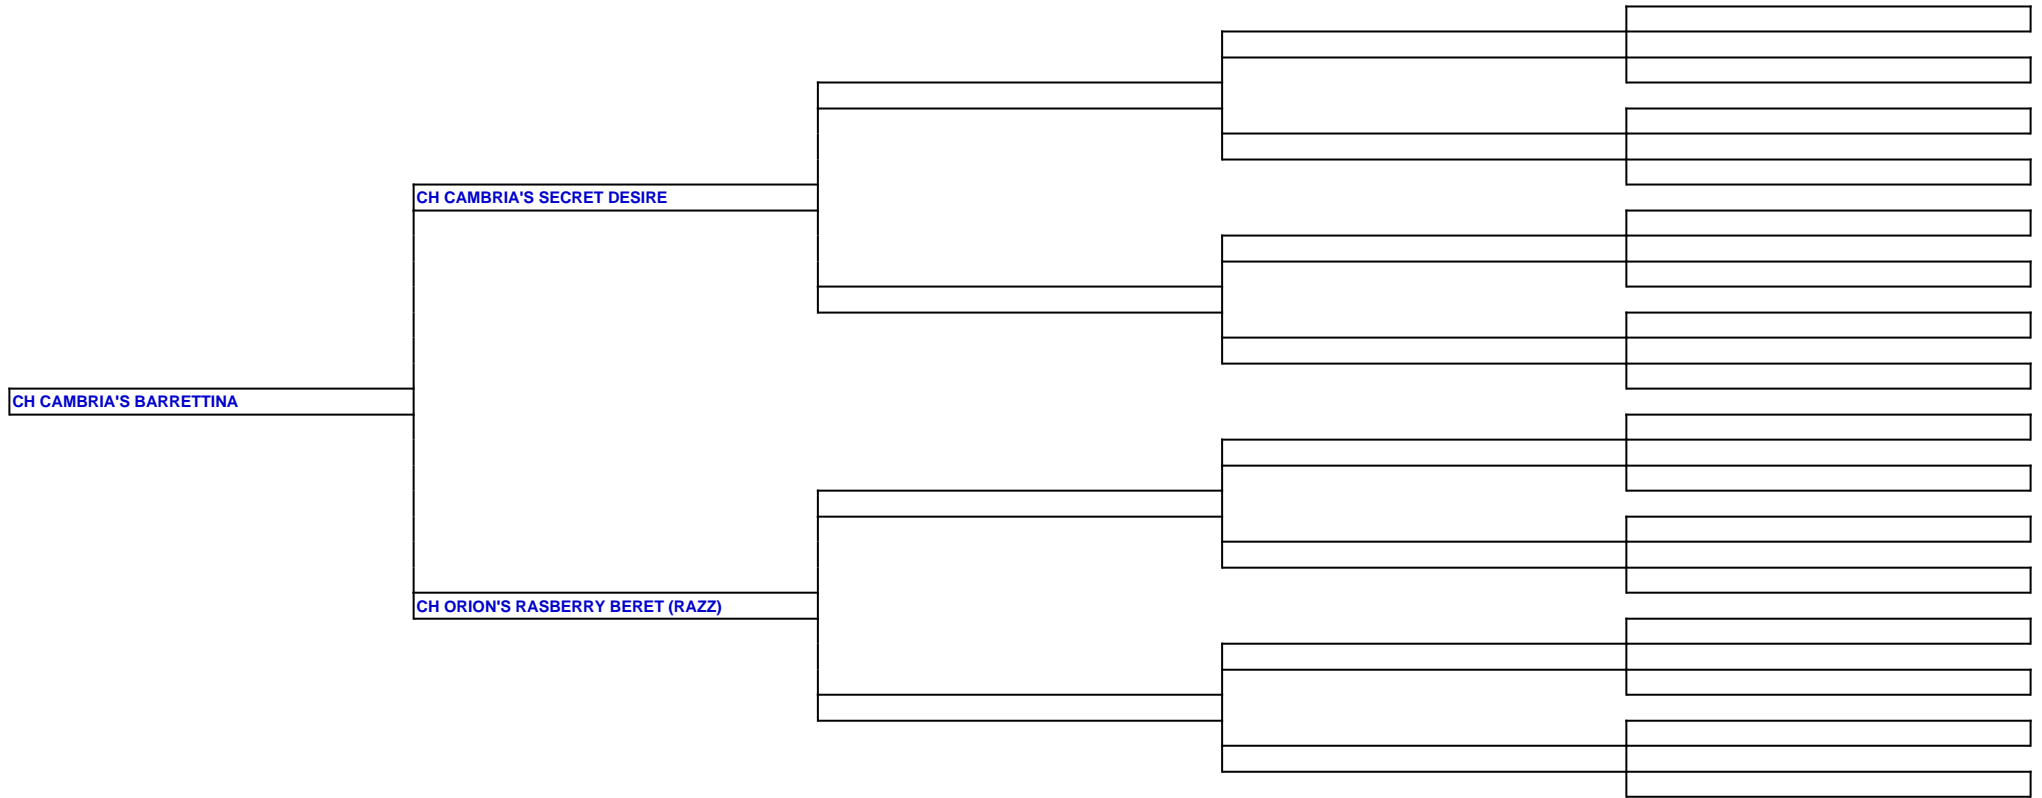 CH CAMBRIA'S SECRET DESIRE
CH CAMBRIA'S BARRETTINA
CH ORION'S RASBERRY BERET (RAZZ)